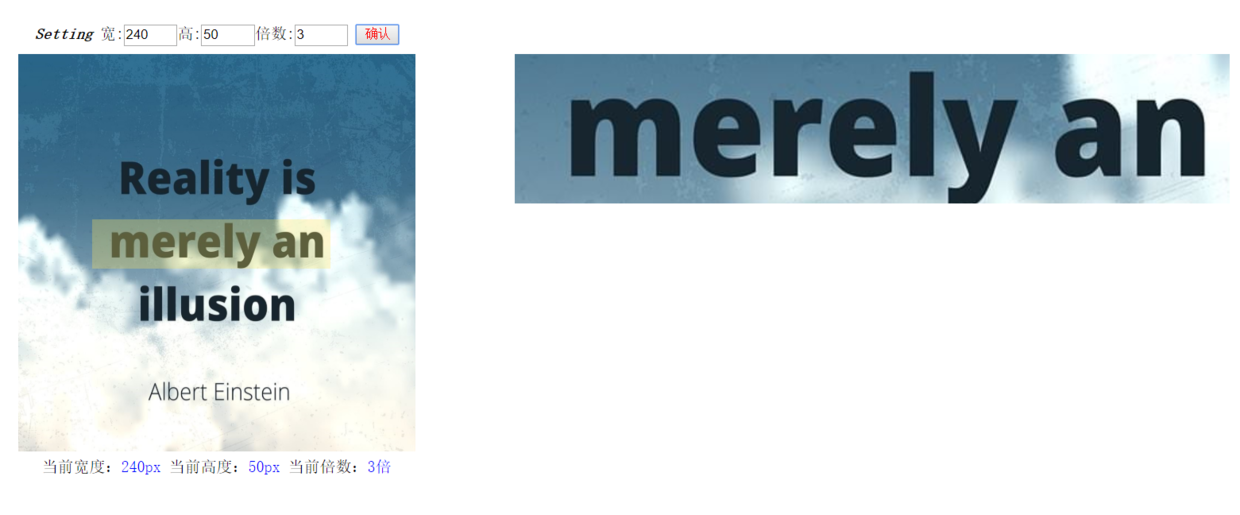 Setting 宽:240 高:50 倍数:3 确认
Reality is
merely an
illusion
Albert Einstein
当前宽度：240px 当前高度：50px 当前倍数：3倍
merely an